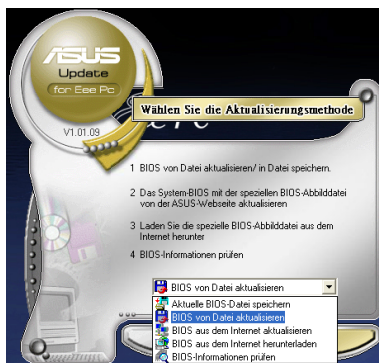 ASUS
Update
for Eee Pc
V1.01.09
Wählen Sie die Aktualisierungsmethode
1 BIOS von Datei aktualisieren/ in Datei speichern.
2 Das System-BIOS mit der speziellen BIOS-Abbilddatei
von der ASUS-Webseite aktualisieren
3 Laden Sie die spezielle BIOS-Abbilddatei aus dem
Internet herunter
4 BIOS-Informationen prüfen
BIOS von Datei aktualisieren
Aktuelle BIOS-Datei speichern
BIOS von Datei aktualisieren
BIOS aus dem Internet aktualisieren
BIOS aus dem Internet herunterladen
BIOS-Informationen prüfen